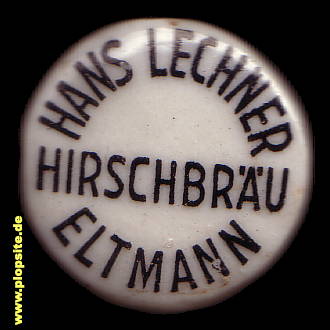 HANS LECHNER
HIRSCHBRÄU
ELTMANN
www.plopsite.de